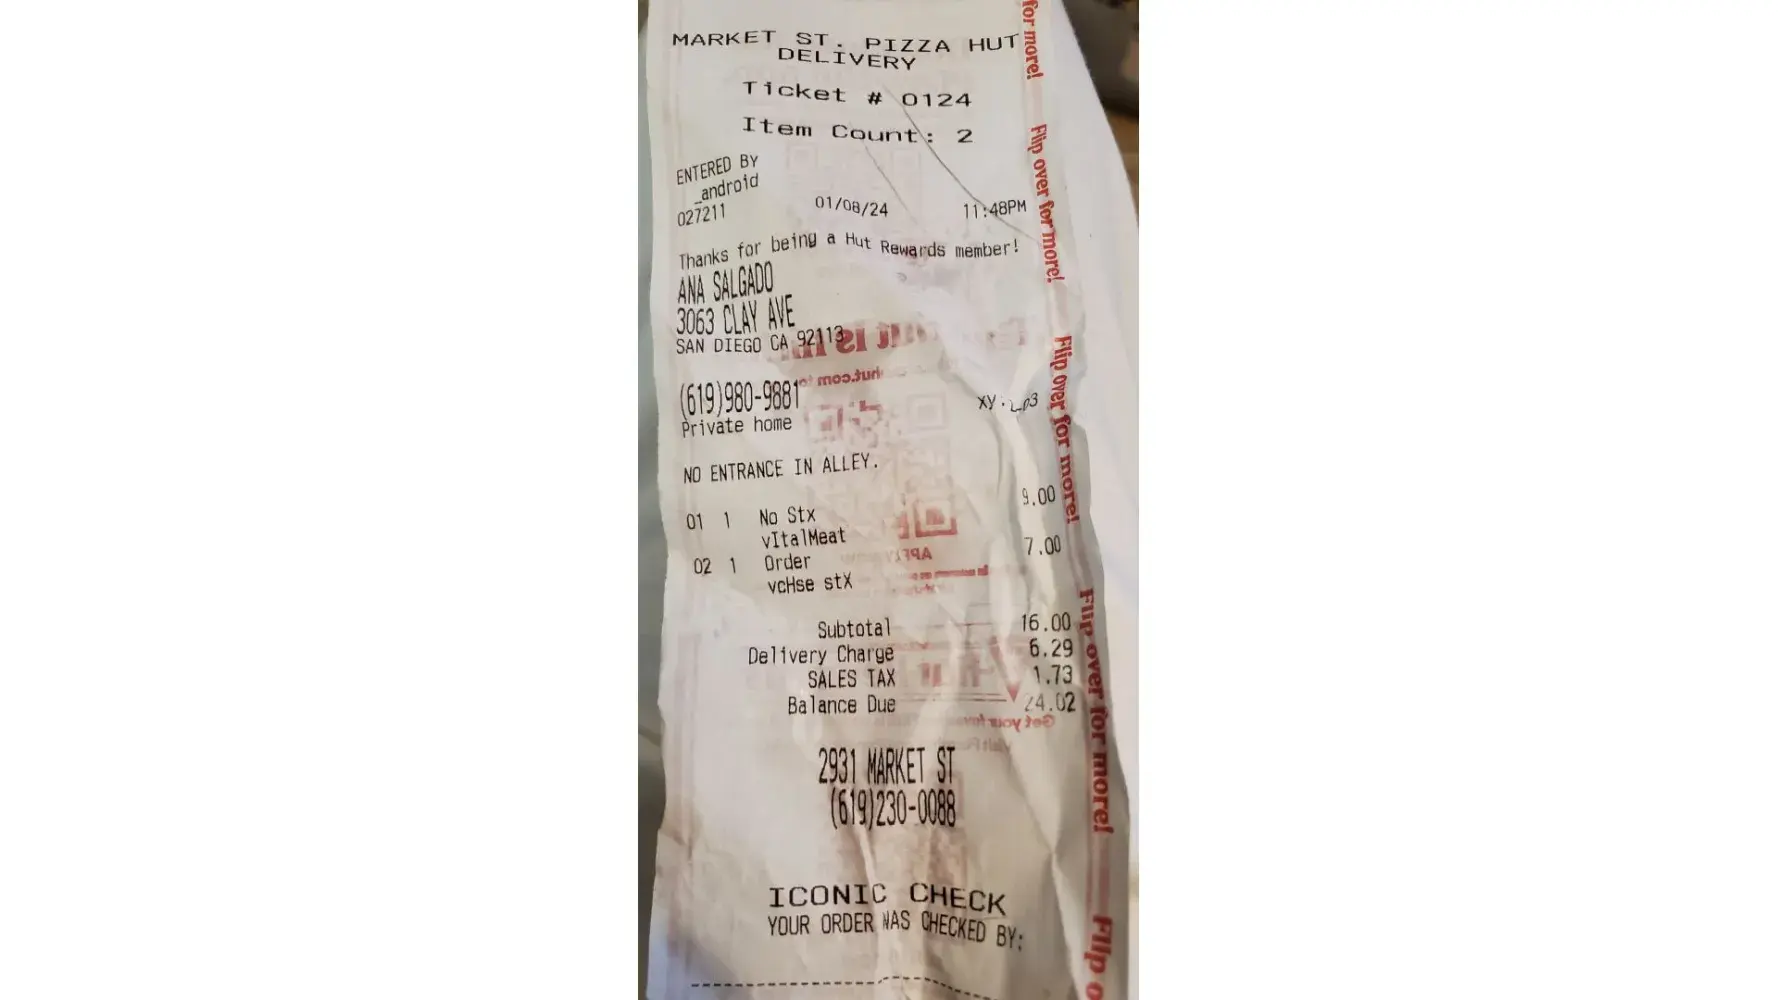 MARKET ST. PIZZA HUT
DELIVERY
Ticket # 0124
Item Count: 2
ENTERED BY
_android
027211 01/08/24 11:48PM
Thanks for being a Hut Rewards member!
ANA SALGADO
3063 CLAY AVE
SAN DIEGO CA 92113
(619)980-9881
Private home
NO ENTRANCE IN ALLEY.
01 1 No Stx 9.00
vItalMeat
02 1 Order 7.00
vcHse stX
Subtotal 16.00
Delivery Charge 6.29
SALES TAX 1.73
Balance Due 24.02
2931 MARKET ST
(619)230-0088
ICONIC CHECK
YOUR ORDER WAS CHECKED BY:
for more!
Flip over for more!
Flip over for more!
Flip over for more!
Flip o